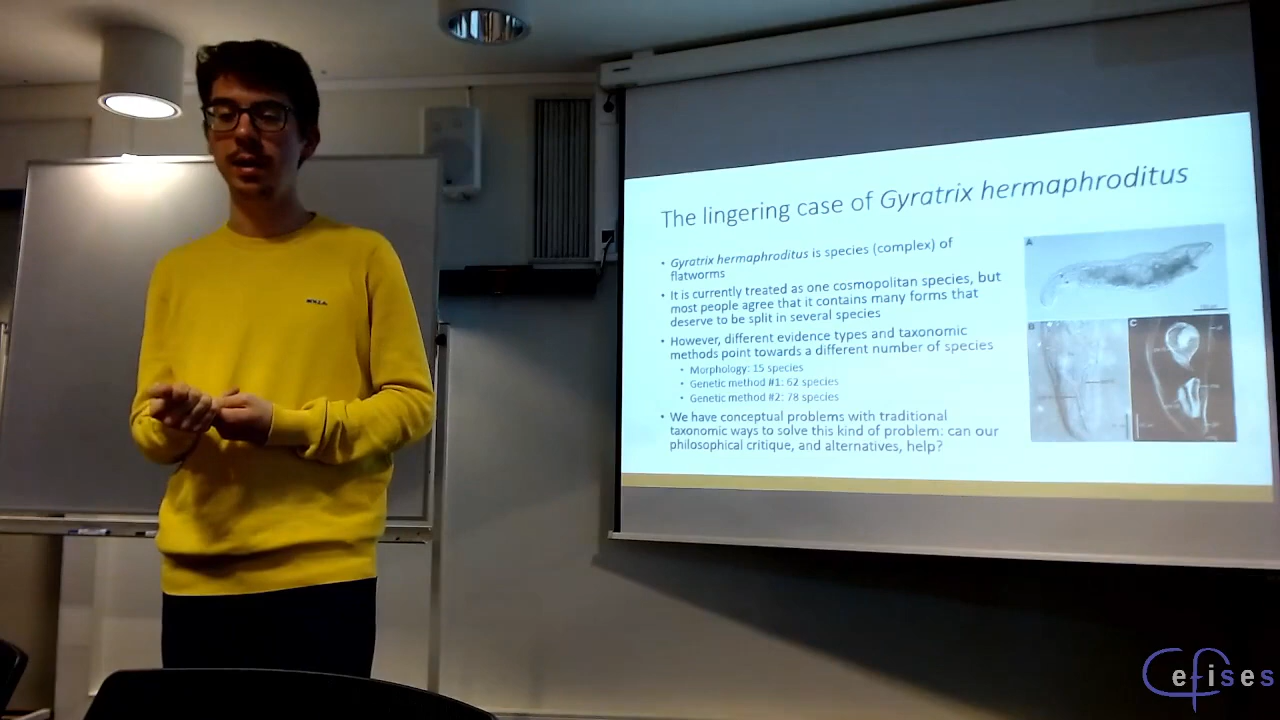 The lingering case of Gyratrix hermaphroditus
• Gyratrix hermaphroditus is species (complex) of
flatworms
• It is currently treated as one cosmopolitan species, but
most people agree that it contains many forms that
deserve to be split in several species
• However, different evidence types and taxonomic
methods point towards a different number of species
• Morphology: 15 species
• Genetic method #1: 62 species
• Genetic method #2: 78 species
• We have conceptual problems with traditional
taxonomic ways to solve this kind of problem: can our
philosophical critique, and alternatives, help?
A
B
C
Cefises